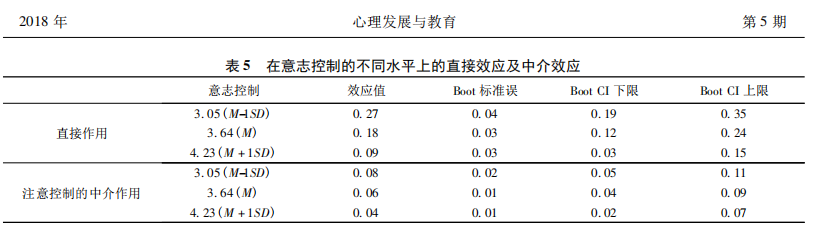 2018 年 心理发展与教育 第 5 期
表 5 在意志控制的不同水平上的直接效应及中介效应
意志控制 效应值 Boot 标准误 Boot CI 下限 Boot CI 上限
3.05(M-1SD) 0.27 0.04 0.19 0.35
直接作用 3.64(M) 0.18 0.03 0.12 0.24
4.23(M+1SD) 0.09 0.03 0.03 0.15
3.05(M-1SD) 0.08 0.02 0.05 0.11
注意控制的中介作用 3.64(M) 0.06 0.01 0.04 0.09
4.23(M+1SD) 0.04 0.01 0.02 0.07